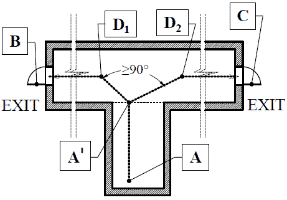 B D₁ D₂ C
≥90°
EXIT EXIT
A' A